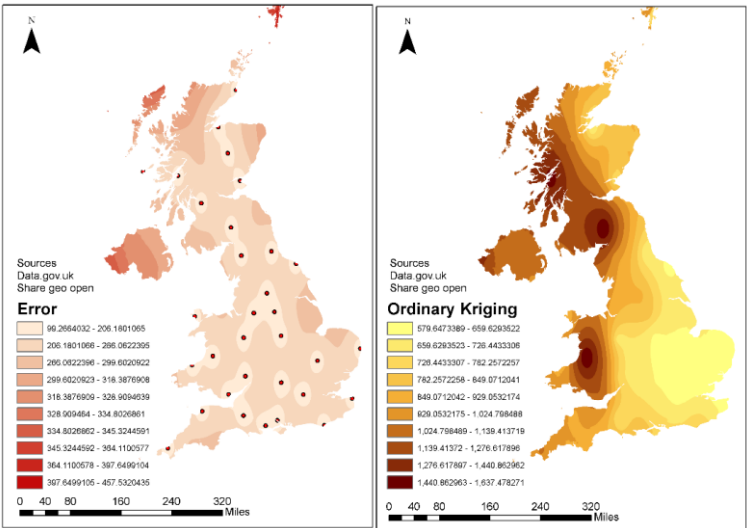 N
Sources
Data.gov.uk
Share geo open
Error
99.2664032 - 206.1801065
206.1801066 - 266.0622395
266.0622396 - 299.6020922
299.6020923 - 318.3876908
318.3876909 - 328.9094639
328.909464 - 334.8026861
334.8026862 - 345.3244591
345.3244592 - 364.1100577
364.1100578 - 397.6499104
397.6499105 - 457.5320435
0 40 80 160 240 320
Miles
N
Sources
Data.gov.uk
Share geo open
Ordinary Kriging
579.6473389 - 659.6293522
659.6293523 - 726.4433306
726.4433307 - 782.2572257
782.2572258 - 849.0712041
849.0712042 - 929.0532174
929.0532175 - 1,024.798488
1,024.798489 - 1,139.413719
1,139.41372 - 1,276.617896
1,276.617897 - 1,440.862962
1,440.862963 - 1,637.478271
0 40 80 160 240 320
Miles